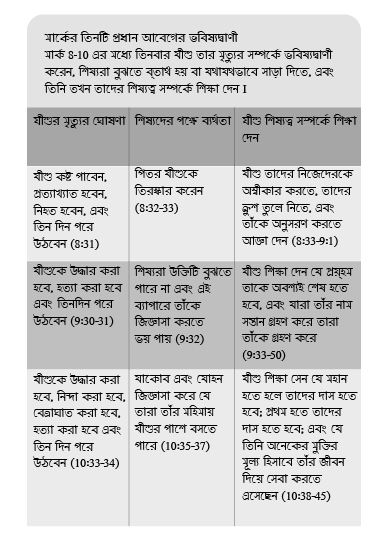 মার্কের তিনটি প্রধান আবেগের ভবিষ্যদ্বাণী
মার্ক 8-10 এর মধ্যে তিনবার যীশু তার মৃত্যুর সম্পর্কে ভবিষ্যদ্বাণী
করেন, শিষ্যরা বুঝতে ব্যর্থ হয় বা যথাযথভাবে সাড়া দিতে, এবং
তিনি তখন তাদের শিষ্যত্ব সম্পর্কে শিক্ষা দেন I
যীশুর মৃত্যুর ঘোষণা
শিষ্যদের পক্ষে ব্যর্থতা
যীশু শিষ্যত্ব সম্পর্কে শিক্ষা
দেন
যীশু কষ্ট পাবেন,
প্রত্যাখ্যাত হবেন,
নিহত হবেন, এবং
তিন দিন পরে
উঠবেন (8:31)
পিতর যীশুকে
তিরস্কার করেন
(8:32-33)
যীশু তাদের নিজেদেরকে
অস্বীকার করতে, তাদের
ক্রুশ তুলে নিতে, এবং
তাঁকে অনুসরণ করতে
আজ্ঞা দেন (8:33-9:1)
যীশুকে উদ্ধার করা
হবে, হত্যা করা হবে
এবং তিনদিন পরে
উঠবেন (9:30-31)
শিষ্যরা উক্তিটি বুঝতে
পারে না এবং এই
ব্যাপারে তাঁকে
জিজ্ঞাসা করতে
ভয় পায় (9:32)
যীশু শিক্ষা দেন যে প্রয়হম
তাকে অবশ্যই শেষ হতে
হবে, এবং যারা তাঁর নাম
সন্তান গ্রহণ করে তারা
তাঁকে গ্রহণ করে
(9:33-50)
যীশুকে উদ্ধার করা
হবে, নিন্দা করা হবে,
বেত্রাঘাত করা হবে,
হত্যা করা হবে এবং
তিন দিন পরে
উঠবেন (10:33-34)
যাকোব এবং যোহন
জিজ্ঞাসা করে যে
তারা তাঁর মহিমায়
যীশুর পাশে বসতে
পারে (10:35-37)
যীশু শিক্ষা সেন যে মহান
হতে হলে তাদের দাস হতে
হবে; প্রথম হতে তাদের
দাস হতে হবে; এবং যে
তিনি অনেকের মুক্তির
মূল্য হিসাবে তাঁর জীবন
দিয়ে সেবা করতে
এসেছেন (10:38-45)